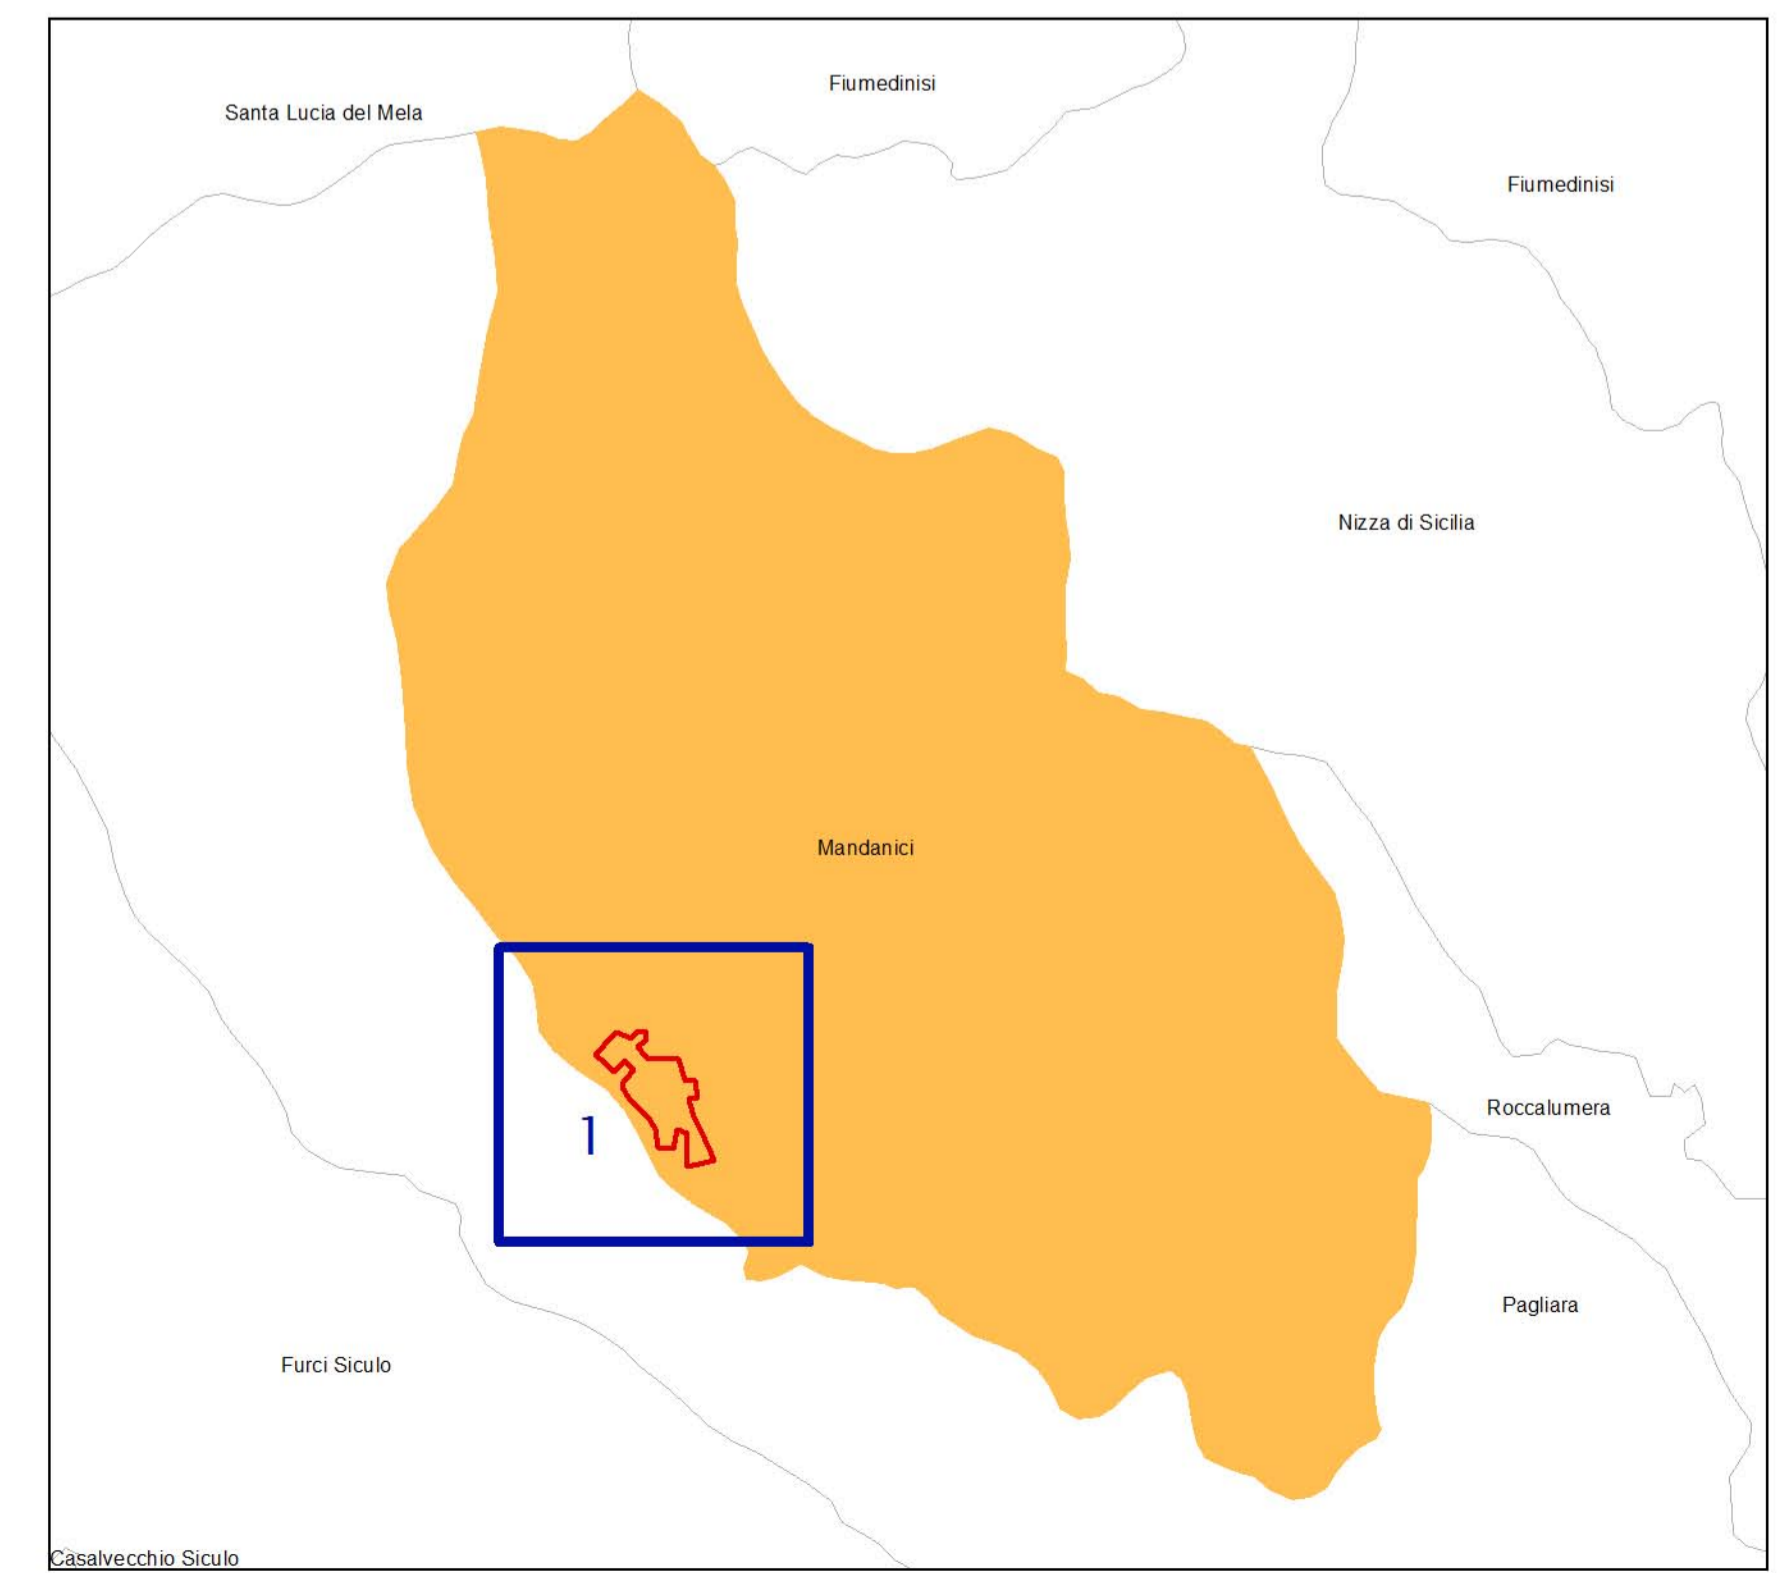 Fiumedinisi
Santa Lucia del Mela
Fiumedinisi
Nizza di Sicilia
Mandanici
Roccalumera
1
Pagliara
Furci Siculo
Casalvecchio Siculo